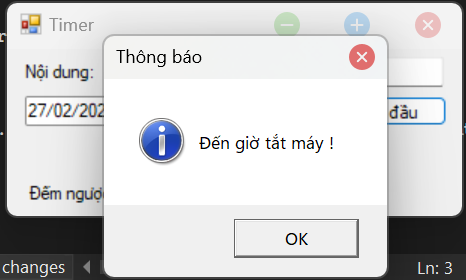 Timer
Thông báo
Nội dung:
27/02/202
đầu
Đến giờ tắt máy !
Đếm ngượ
OK
changes
Ln: 3